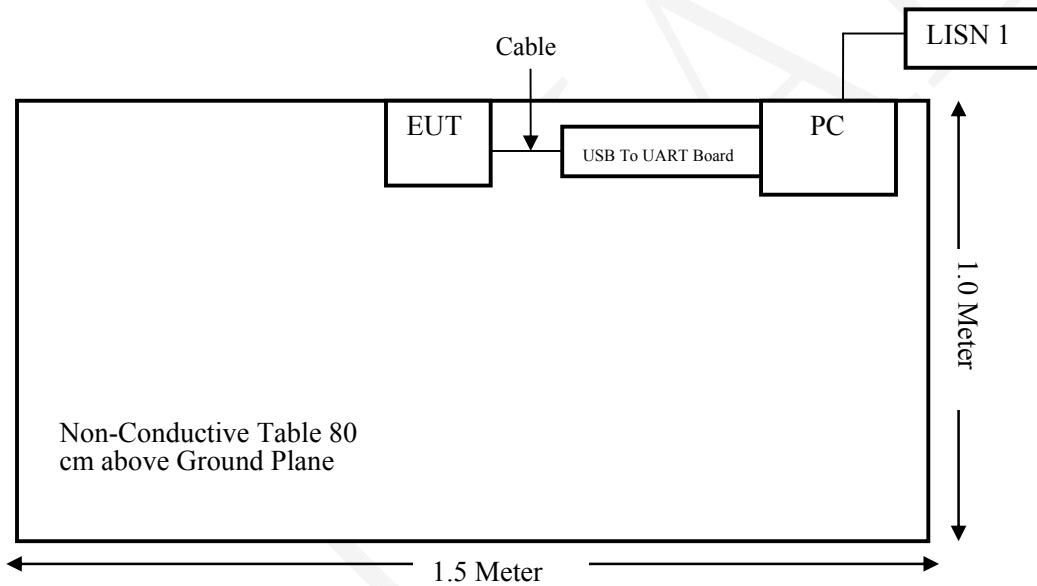 LISN 1
Cable
EUT
PC
USB To UART Board
1.0 Meter
Non-Conductive Table 80
cm above Ground Plane
1.5 Meter